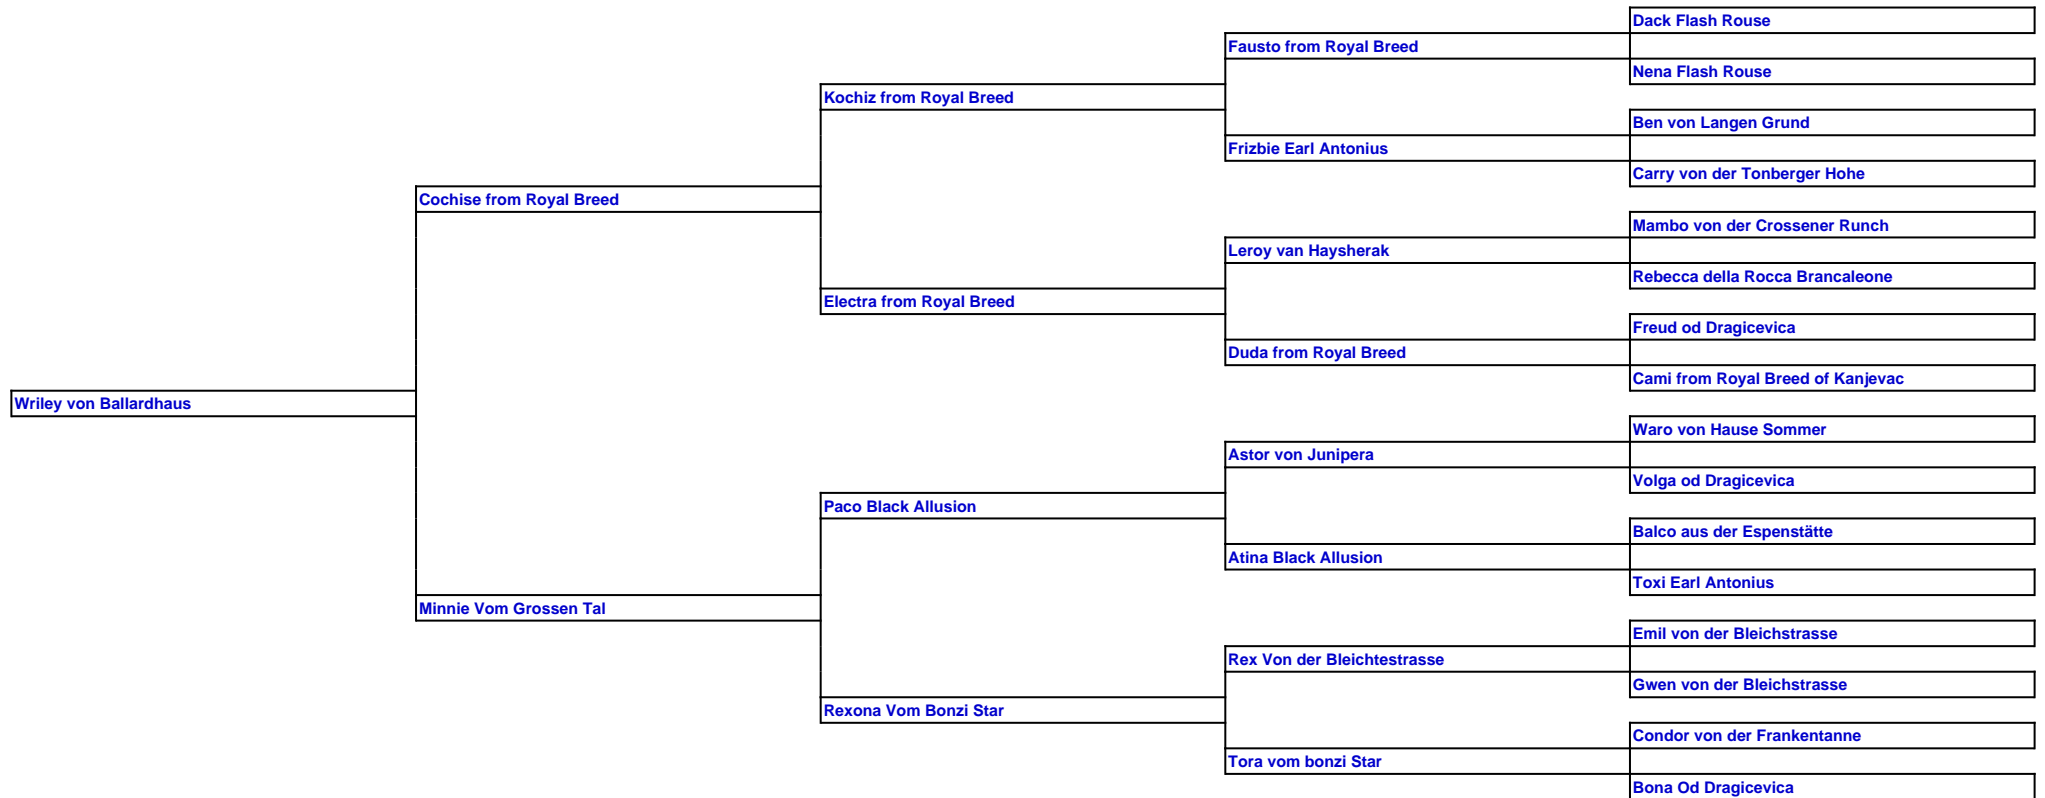 Dack Flash Rouse
Fausto from Royal Breed
Nena Flash Rouse
Kochiz from Royal Breed
Ben von Langen Grund
Frizbie Earl Antonius
Carry von der Tonberger Hohe
Cochise from Royal Breed
Mambo von der Crossener Runch
Leroy van Haysherak
Rebecca della Rocca Brancaleone
Electra from Royal Breed
Freud od Dragicevica
Duda from Royal Breed
Cami from Royal Breed of Kanjevac
Wriley von Ballardhaus
Waro von Hause Sommer
Astor von Junipera
Volga od Dragicevica
Paco Black Allusion
Balco aus der Espenstätte
Atina Black Allusion
Toxi Earl Antonius
Minnie Vom Grossen Tal
Emil von der Bleichstrasse
Rex Von der Bleichtestrasse
Gwen von der Bleichstrasse
Rexona Vom Bonzi Star
Condor von der Frankentanne
Tora vom bonzi Star
Bona Od Dragicevica